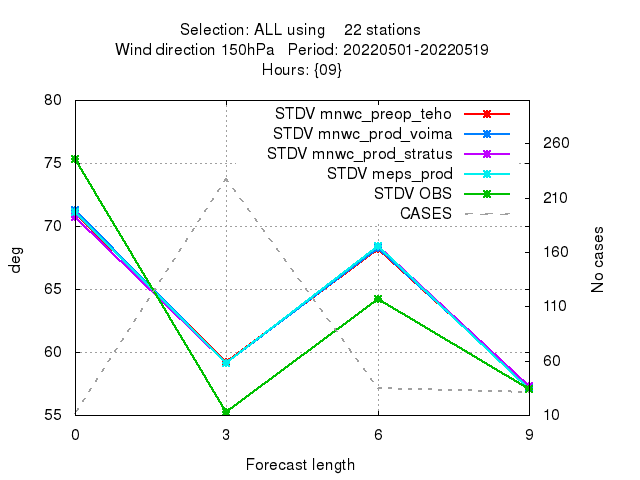 Selection: ALL using    22 stations
Wind direction 150hPa   Period: 20220501-20220519
Hours: {09}
80
75
70
65
60
55
deg
STDV mnwc_preop_teho
STDV mnwc_prod_voima
STDV mnwc_prod_stratus
STDV meps_prod
STDV OBS
CASES
260
210
160
110
60
10
No cases
0 3 6 9
Forecast length